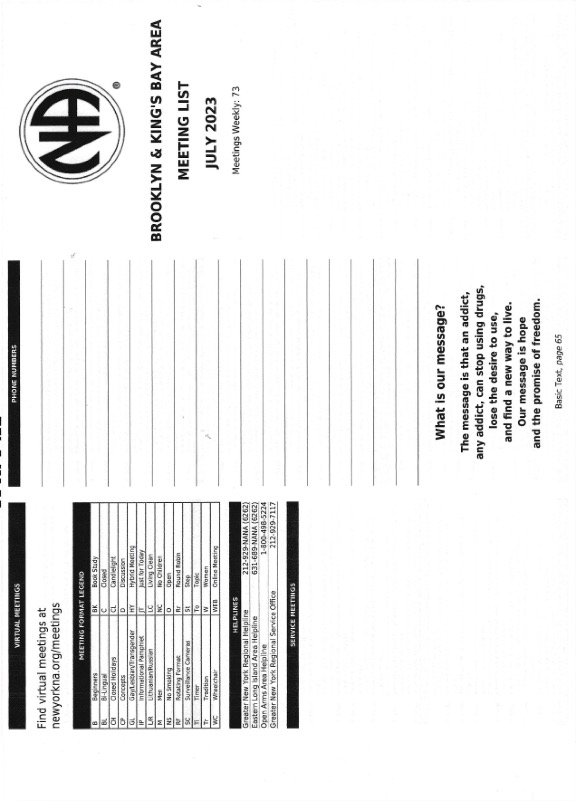 VIRTUAL MEETINGS
Find virtual meetings at
newyorkna.org/meetings
MEETING FORMAT LEGEND
B Beginners BK Book Study
BL Bi-Lingual C Closed
CH Closed Holidays CL Candlelight
CP Concepts D Discussion
GL Gay/Lesbian/Transgender HY Hybrid Meeting
IP Informational Pamphlet JT Just for Today
L/R Lithuanian/Russian LC Living Clean
M Men NC No Children
NS No Smoking O Open
RF Rotating Format Rr Round Robin
SC Surveillance Cameras St Step
TI Timer To Topic
Tr Tradition W Women
WC Wheelchair WEB Online Meeting
HELPLINES
Greater New York Regional Helpline 212-929-NANA (6262)
Eastern Long Island Area Helpline 631-689-NANA (6262)
Open Arms Area Helpline 1-800-498-5224
Greater New York Regional Service Office 212-929-7117
SERVICE MEETINGS
PHONE NUMBERS
What is our message?
The message is that an addict,
any addict, can stop using drugs,
lose the desire to use,
and find a new way to live.
Our message is hope
and the promise of freedom.
Basic Text, page 65
NA ®
BROOKLYN & KING'S BAY AREA
MEETING LIST
JULY 2023
Meetings Weekly: 73